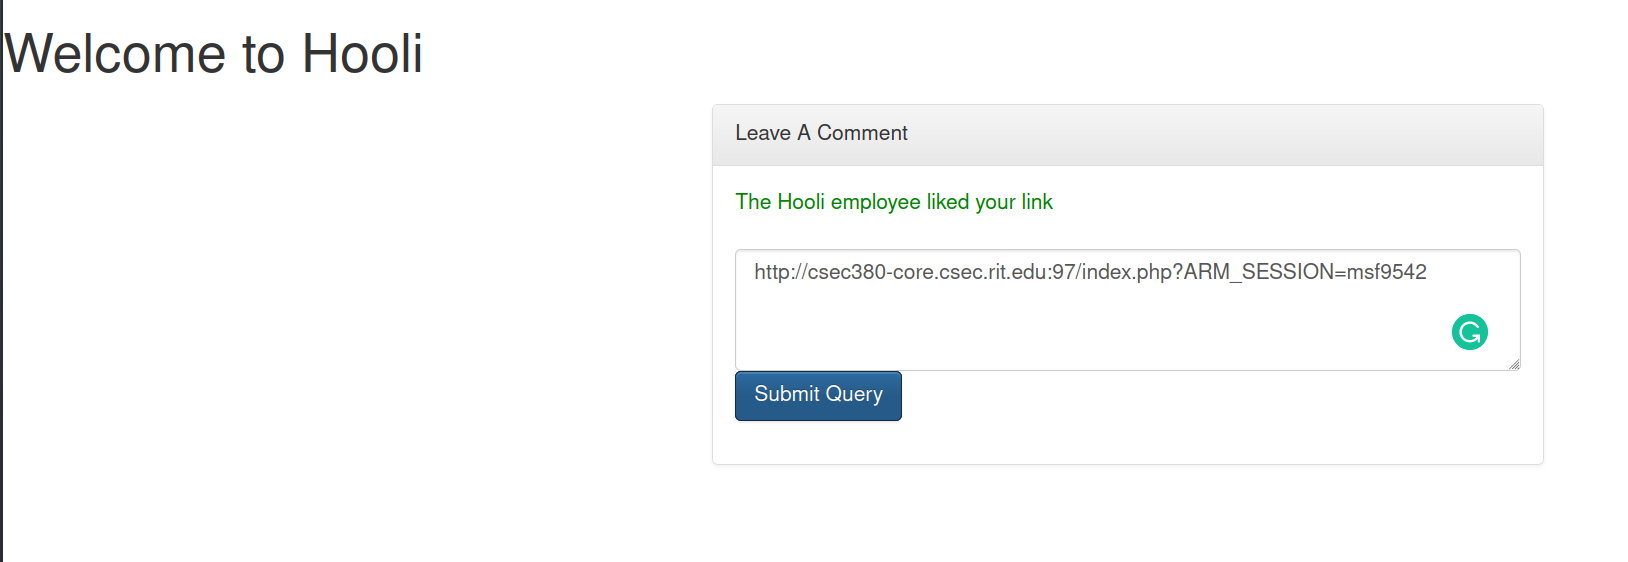 Welcome to Hooli
Leave A Comment
The Hooli employee liked your link
http://csec380-core.csec.rit.edu:97/index.php?ARM_SESSION=msf9542
Submit Query